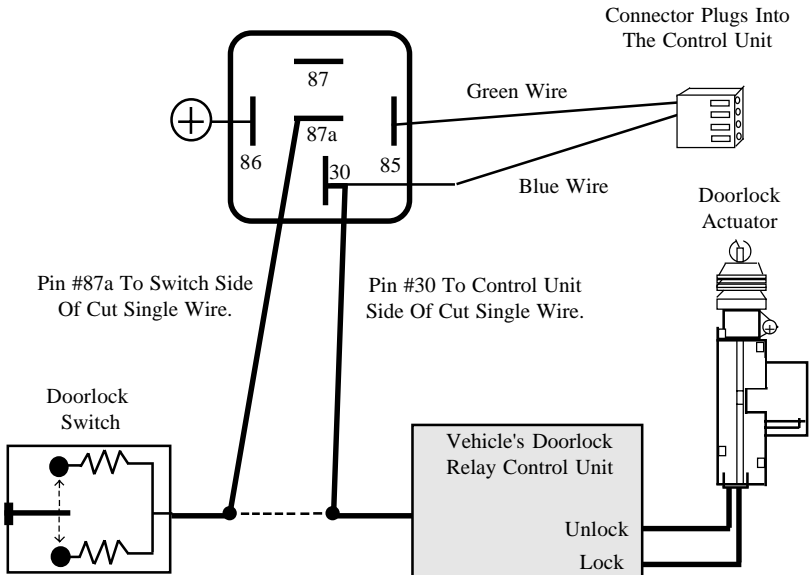 Connector Plugs Into
The Control Unit
87
Green Wire
87a
86
85
30
Blue Wire
Doorlock
Actuator
Pin #87a To Switch Side
Of Cut Single Wire.
Pin #30 To Control Unit
Side Of Cut Single Wire.
Doorlock
Switch
Vehicle's Doorlock
Relay Control Unit
Unlock
Lock